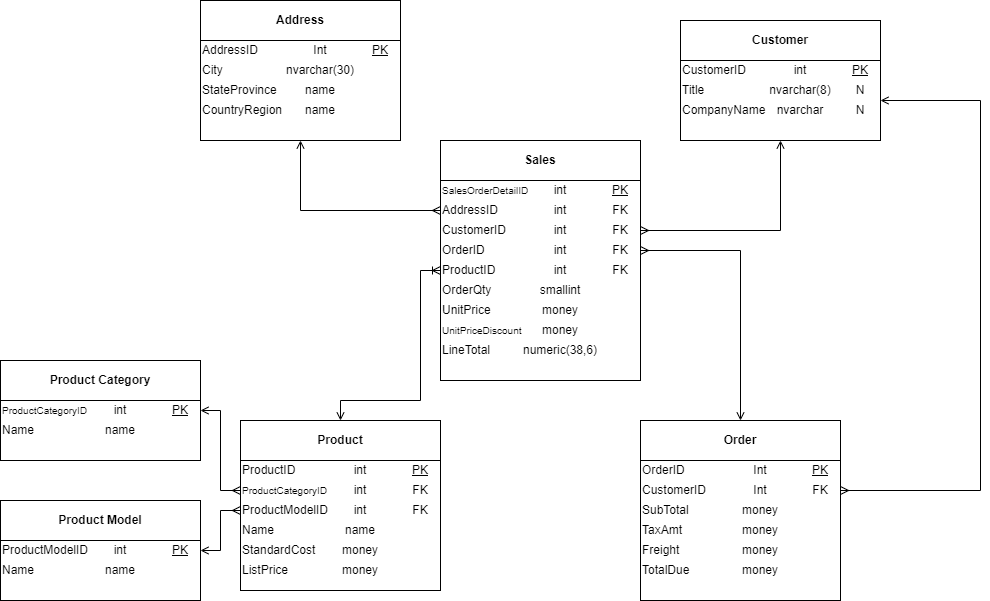 Address
AddressID Int PK
City nvarchar(30)
StateProvince name
CountryRegion name
Customer
CustomerID int PK
Title nvarchar(8) N
CompanyName nvarchar N
Sales
SalesOrderDetailID int PK
AddressID int FK
CustomerID int FK
OrderID int FK
ProductID int FK
OrderQty smallint
UnitPrice money
UnitPriceDiscount money
LineTotal numeric(38,6)
Product Category
ProductCategoryID int PK
Name name
Product Model
ProductModelID int PK
Name name
Product
ProductID int PK
ProductCategoryID int FK
ProductModelID int FK
Name name
StandardCost money
ListPrice money
Order
OrderID Int PK
CustomerID Int FK
SubTotal money
TaxAmt money
Freight money
TotalDue money